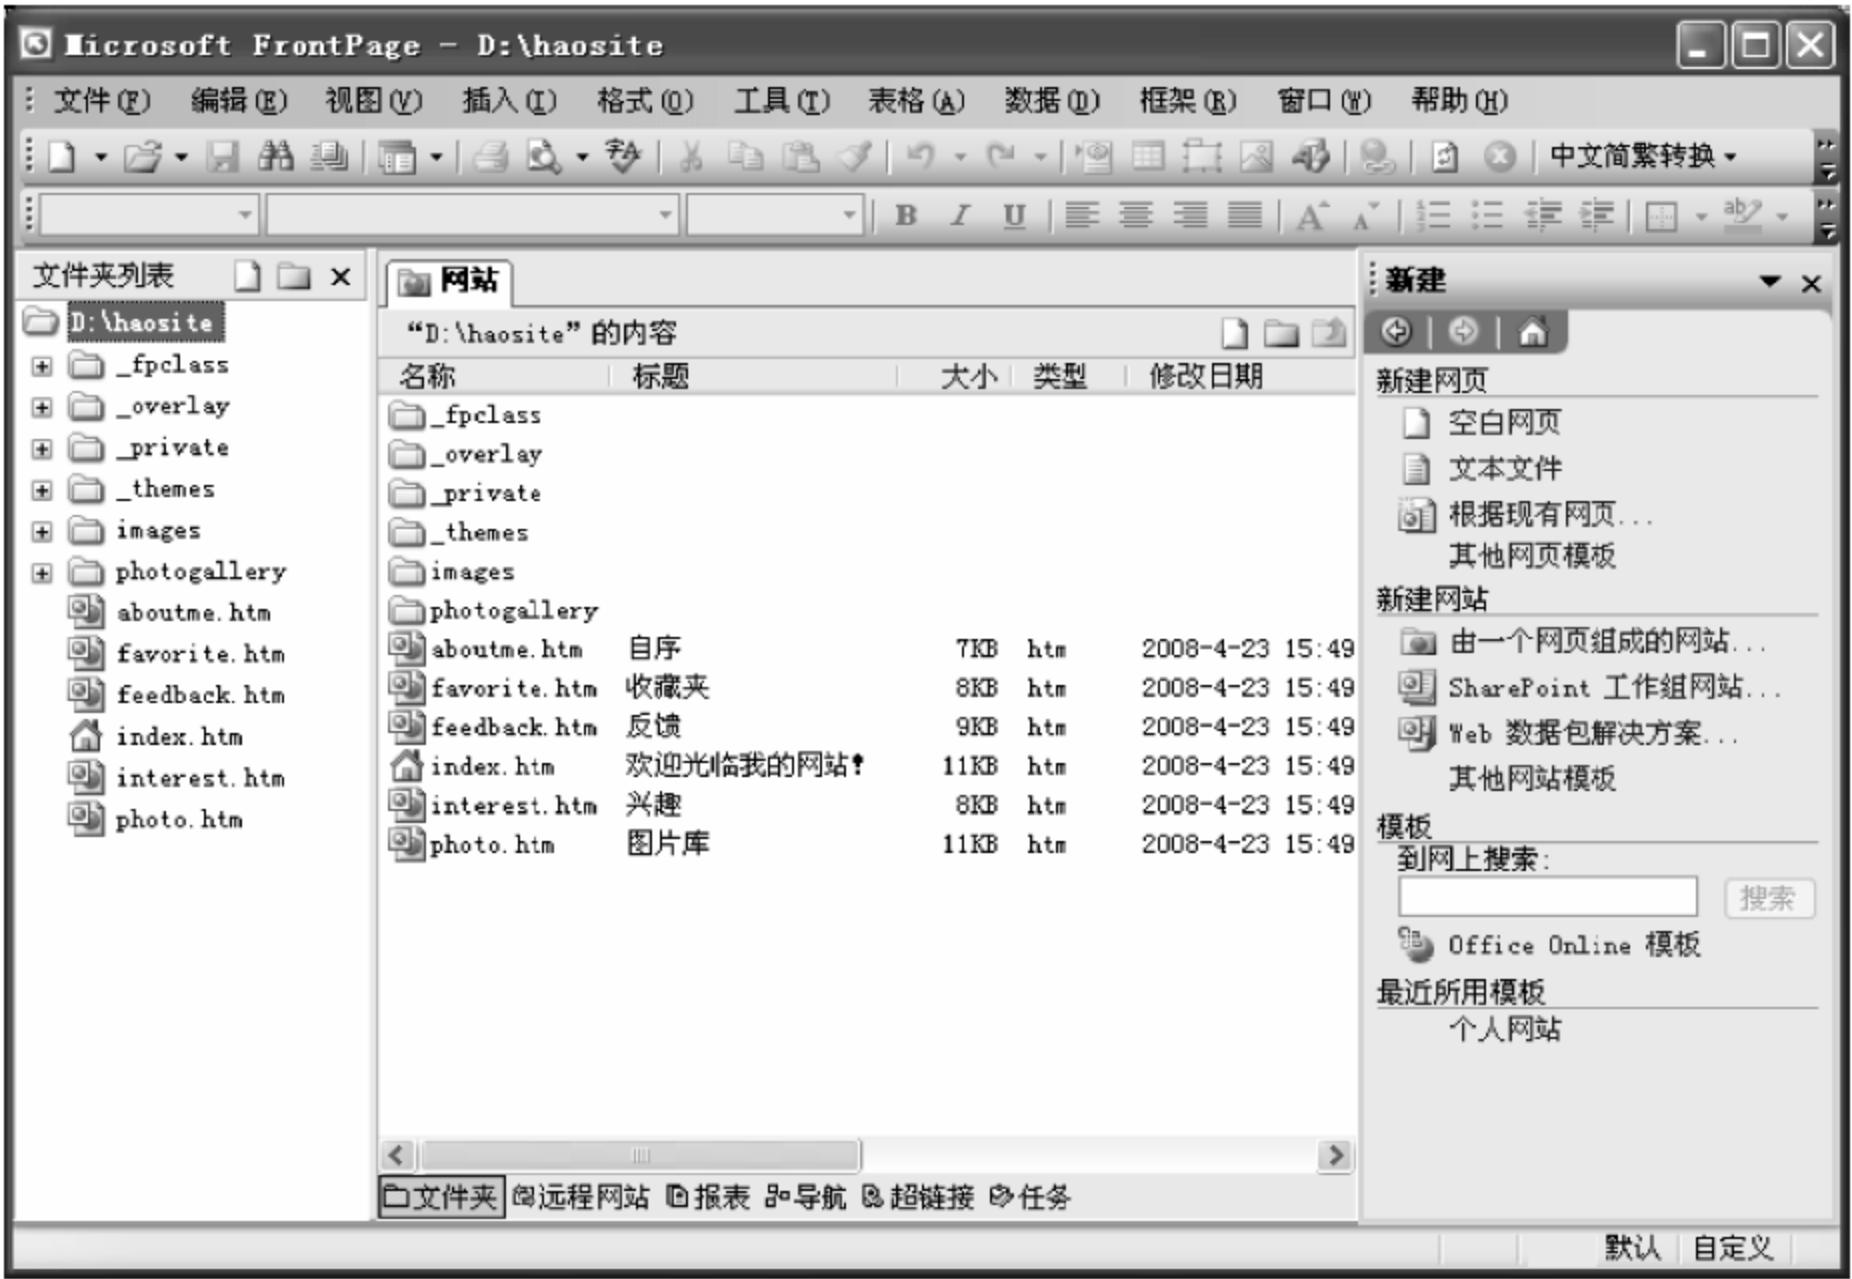 Microsoft FrontPage - D:\haosite
文件(F) 编辑(E) 视图(V) 插入(I) 格式(O) 工具(T) 表格(A) 数据(D) 框架(R) 窗口(W) 帮助(H)
中文简繁转换
B I U A A ab
文件夹列表
D:\haosite
_fpclass
_overlay
_private
_themes
images
photogallery
aboutme.htm
favorite.htm
feedback.htm
index.htm
interest.htm
photo.htm
网站
“D:\haosite”的内容
名称 标题 大小 类型 修改日期
_fpclass
_overlay
_private
_themes
images
photogallery
aboutme.htm 自序 7KB htm 2008-4-23 15:49
favorite.htm 收藏夹 8KB htm 2008-4-23 15:49
feedback.htm 反馈 9KB htm 2008-4-23 15:49
index.htm 欢迎光临我的网站! 11KB htm 2008-4-23 15:49
interest.htm 兴趣 8KB htm 2008-4-23 15:49
photo.htm 图片库 11KB htm 2008-4-23 15:49
文件夹 远程网站 报表 导航 超链接 任务
新建
新建网页
空白网页
文本文件
根据现有网页...
其他网页模板
新建网站
由一个网页组成的网站...
SharePoint 工作组网站...
Web 数据包解决方案...
其他网站模板
模板
到网上搜索:
搜索
Office Online 模板
最近所用模板
个人网站
默认 自定义